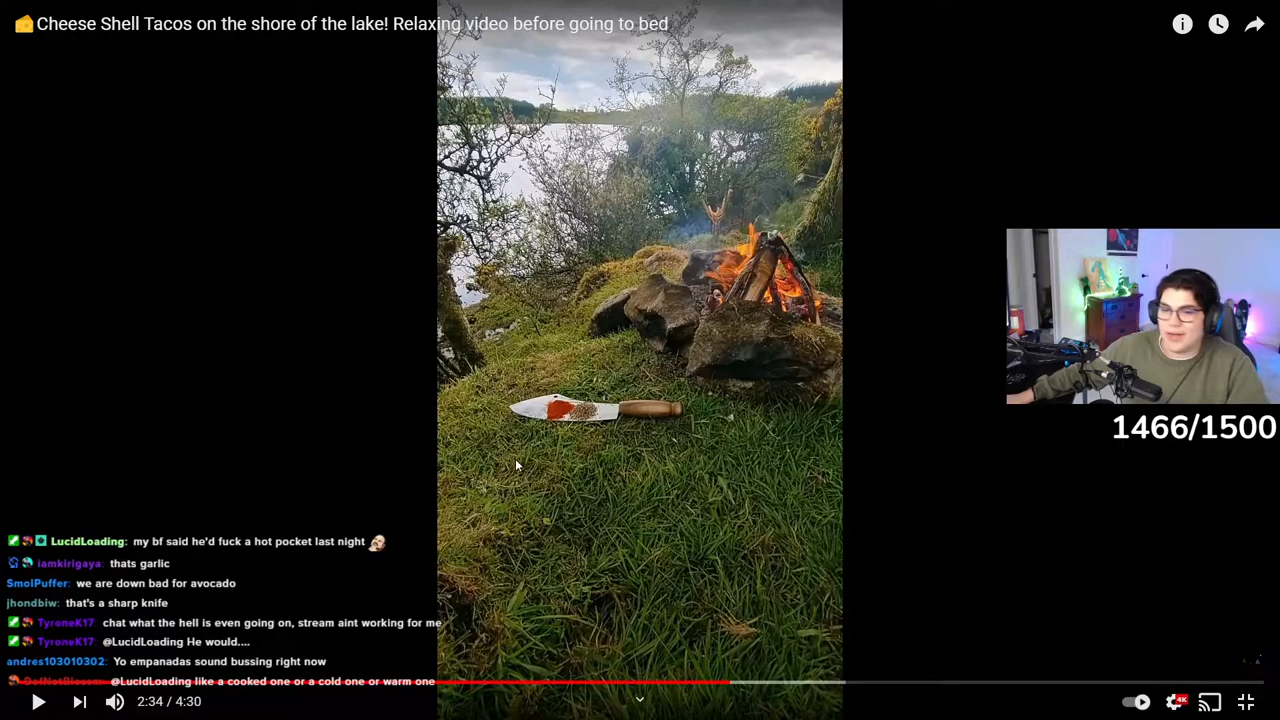 🧀Cheese Shell Tacos on the shore of the lake! Relaxing video before going to bed
1466/1500
LucidLoading: my bf said he'd fuck a hot pocket last night
iamkirigaya: thats garlic
SmolPuffer: we are down bad for avocado
jhondbiw: that's a sharp knife
TyroneK17: chat what the hell is even going on, stream aint working for me
TyroneK17: @LucidLoading He would....
andres103010302: Yo empanadas sound bussing right now
DefNotBlossom: @LucidLoading like a cooked one or a cold one or warm one
2:34 / 4:30
4K